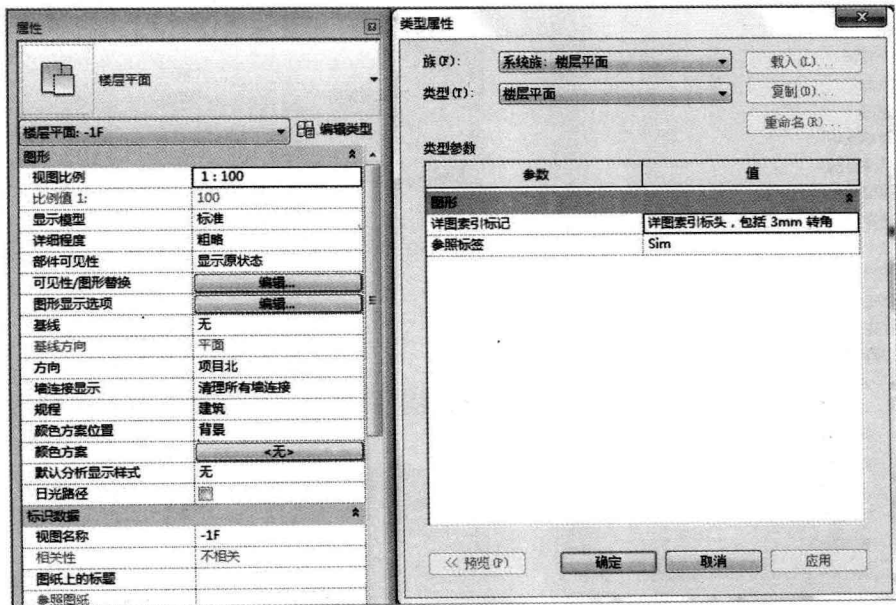 属性
楼层平面
楼层平面: -1F
编辑类型
图形
视图比例 1 : 100
比例值 1: 100
显示模型 标准
详细程度 粗略
部件可见性 显示原状态
可见性/图形替换 编辑...
图形显示选项 编辑...
基线 无
基线方向 平面
方向 项目北
墙连接显示 清理所有墙连接
规程 建筑
颜色方案位置 背景
颜色方案 <无>
默认分析显示样式 无
日光路径
标识数据
视图名称 -1F
相关性 不相关
图纸上的标题
参照图纸
类型属性
族(F): 系统族: 楼层平面 载入(L)...
类型(T): 楼层平面 复制(D)...
重命名(R)...
类型参数
参数 值
图形
详图索引标记 详图索引标头，包括 3mm 转角
参照标签 Sim
<< 预览(P) 确定 取消 应用